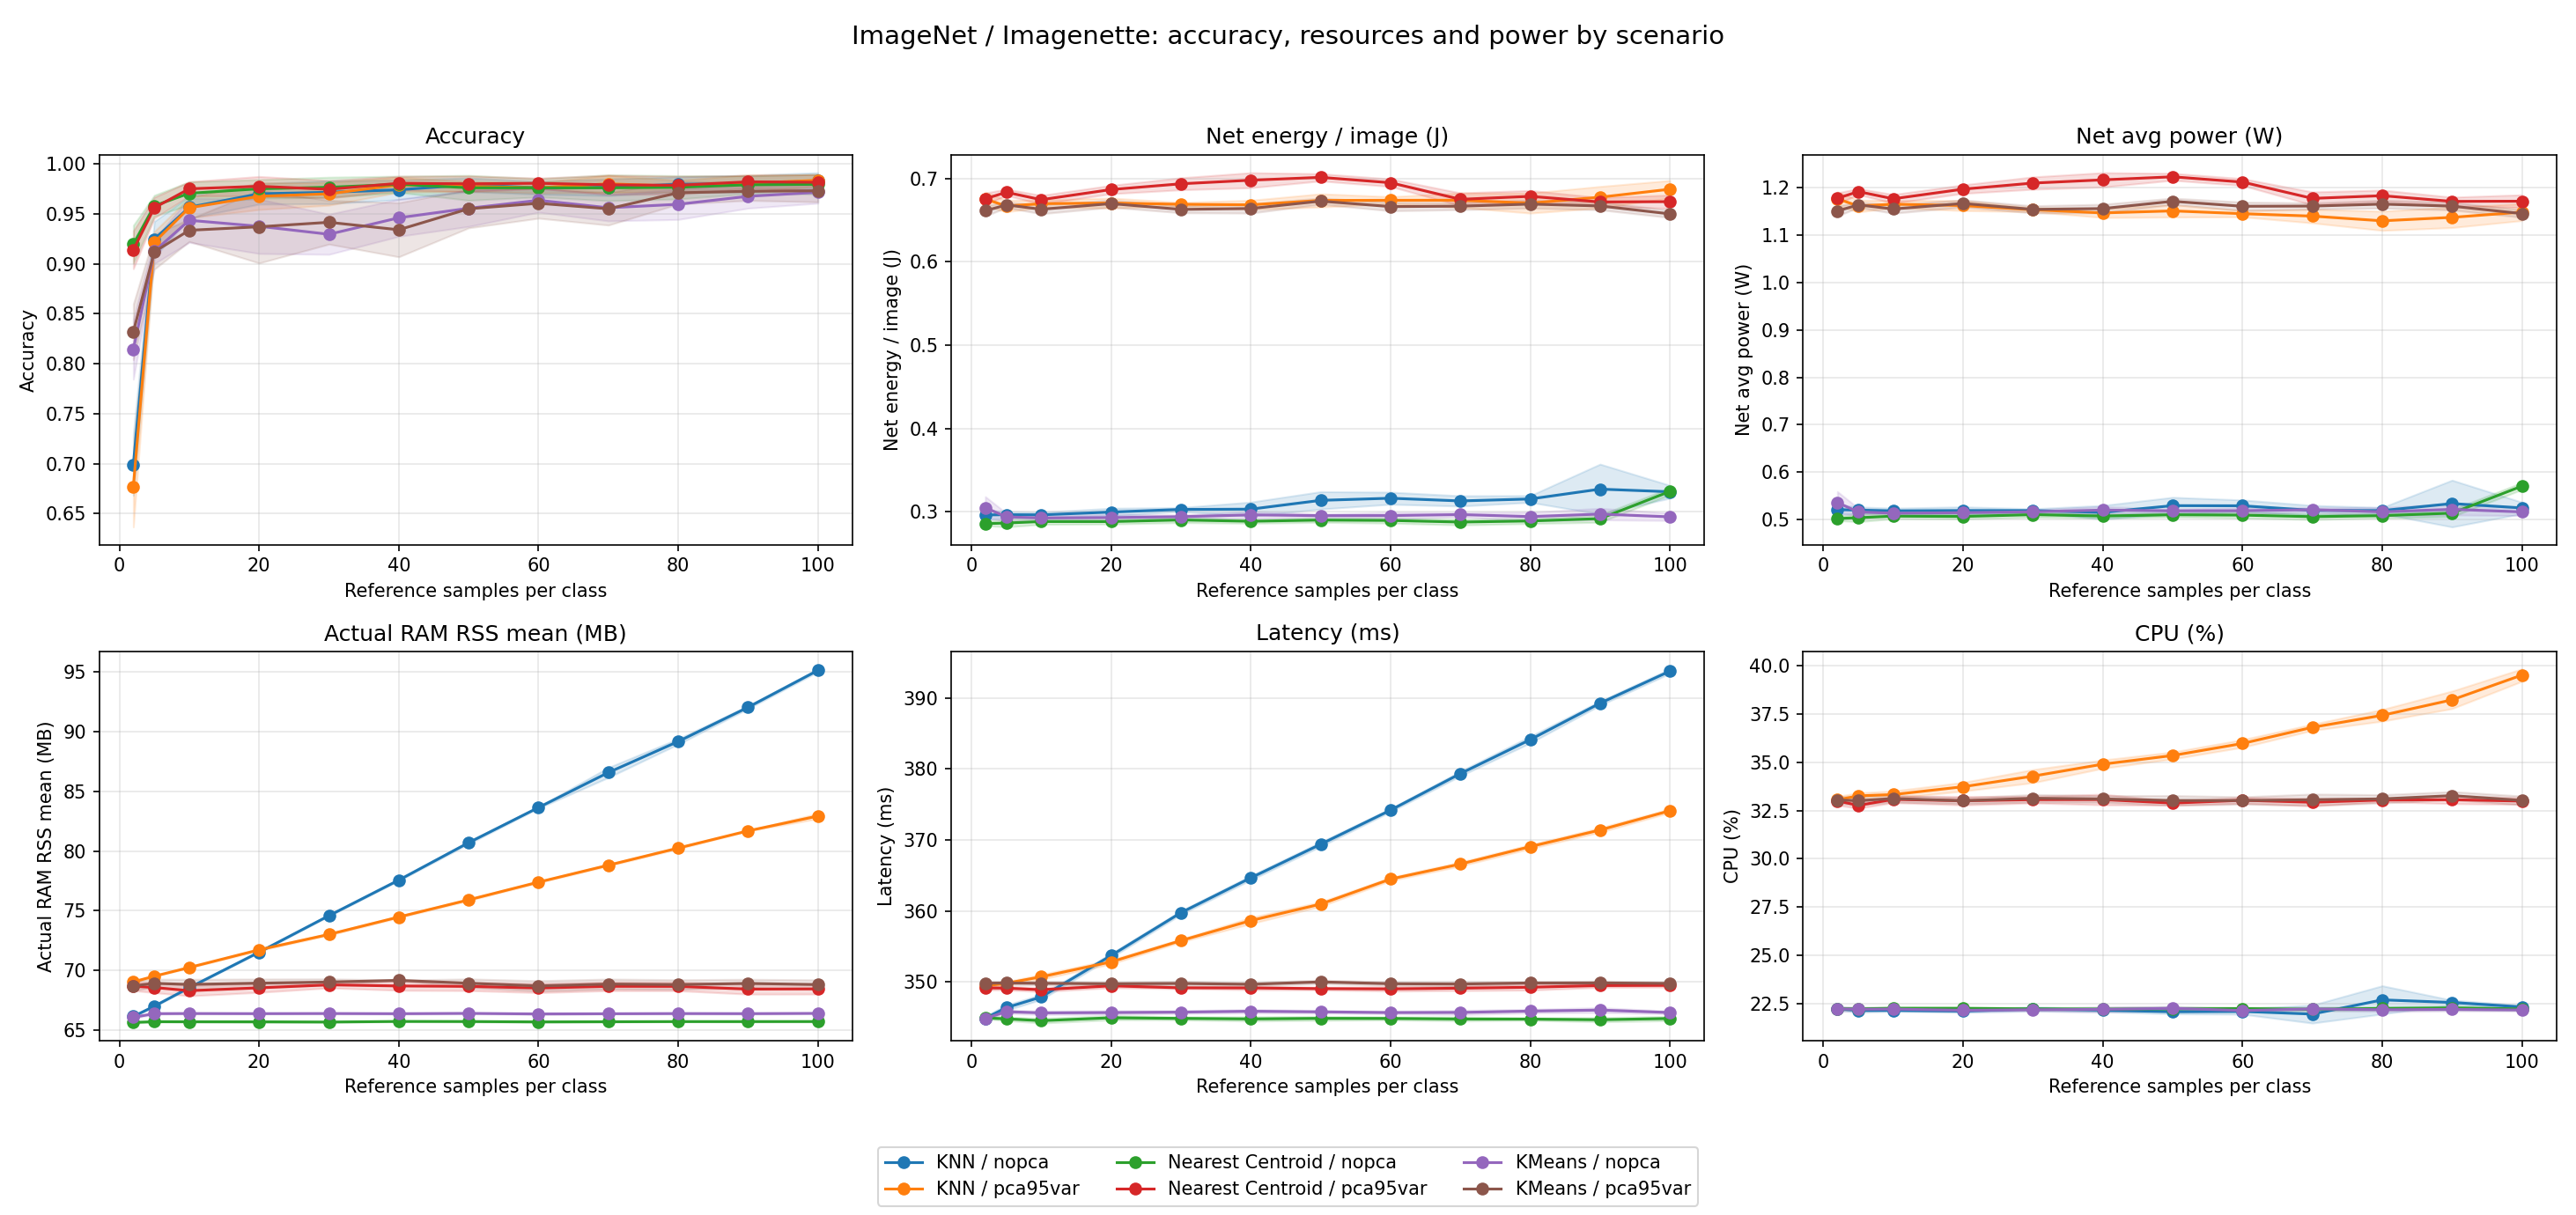 ImageNet / Imagenette: accuracy, resources and power by scenario
Accuracy
Accuracy
1.00
0.95
0.90
0.85
0.80
0.75
0.70
0.65
0 20 40 60 80 100
Reference samples per class
Net energy / image (J)
Net energy / image (J)
0.7
0.6
0.5
0.4
0.3
0 20 40 60 80 100
Reference samples per class
Net avg power (W)
Net avg power (W)
1.2
1.1
1.0
0.9
0.8
0.7
0.6
0.5
0 20 40 60 80 100
Reference samples per class
Actual RAM RSS mean (MB)
Actual RAM RSS mean (MB)
95
90
85
80
75
70
65
0 20 40 60 80 100
Reference samples per class
Latency (ms)
Latency (ms)
390
380
370
360
350
0 20 40 60 80 100
Reference samples per class
CPU (%)
CPU (%)
40.0
37.5
35.0
32.5
30.0
27.5
25.0
22.5
0 20 40 60 80 100
Reference samples per class
KNN / nopca
KNN / pca95var
Nearest Centroid / nopca
Nearest Centroid / pca95var
KMeans / nopca
KMeans / pca95var